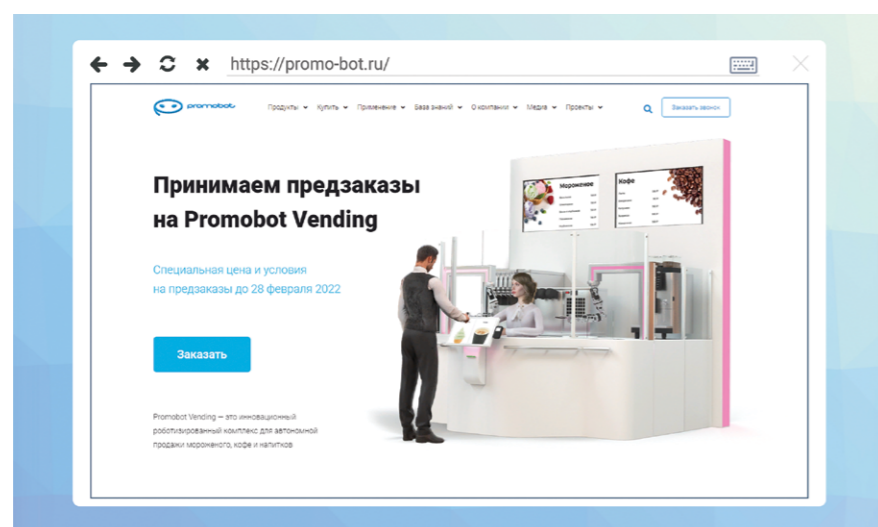 https://promo-bot.ru/
promobot
Продукты Купить Применение База знаний О компании Медиа Проекты Заказать звонок
Принимаем предзаказы
на Promobot Vending
Мороженое
Кофе
Специальная цена и условия
на предзаказы до 28 февраля 2022
Заказать
Promobot Vending — это инновационный
роботизированный комплекс для автономной
продажи мороженого, кофе и напитков